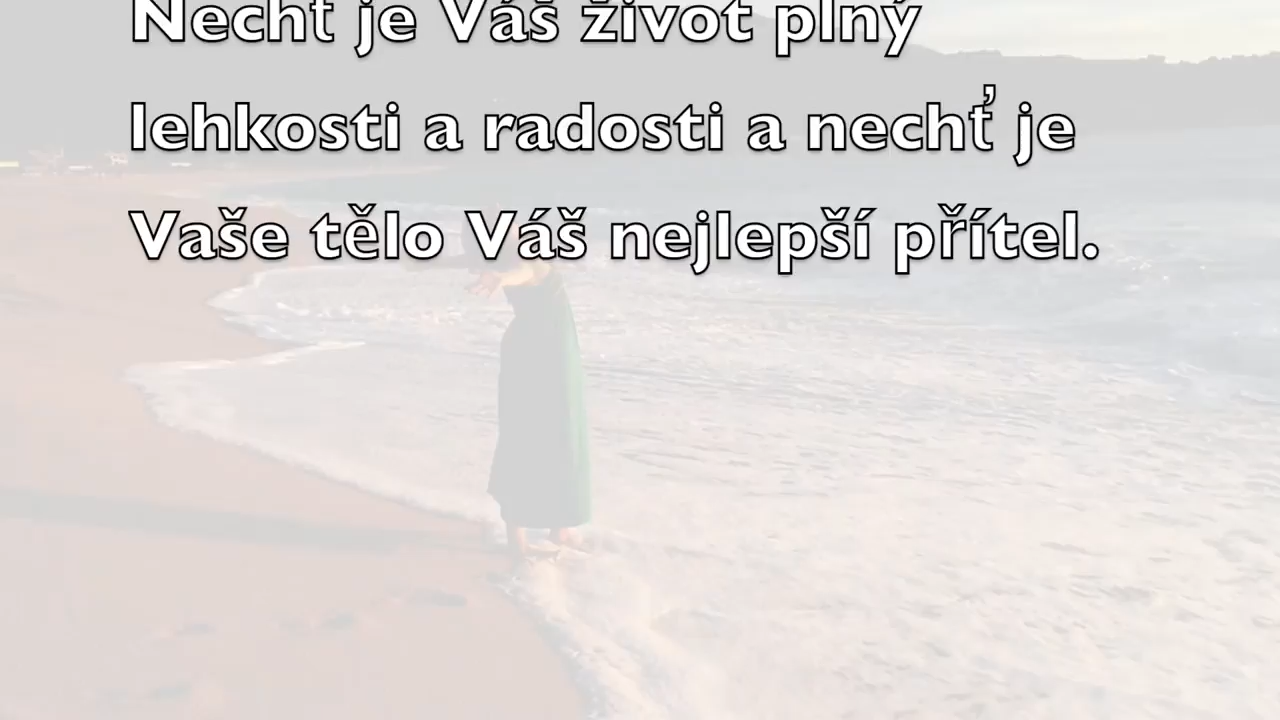 Nechť je Váš život plný
lehkosti a radosti a nechť je
Vaše tělo Váš nejlepší přítel.